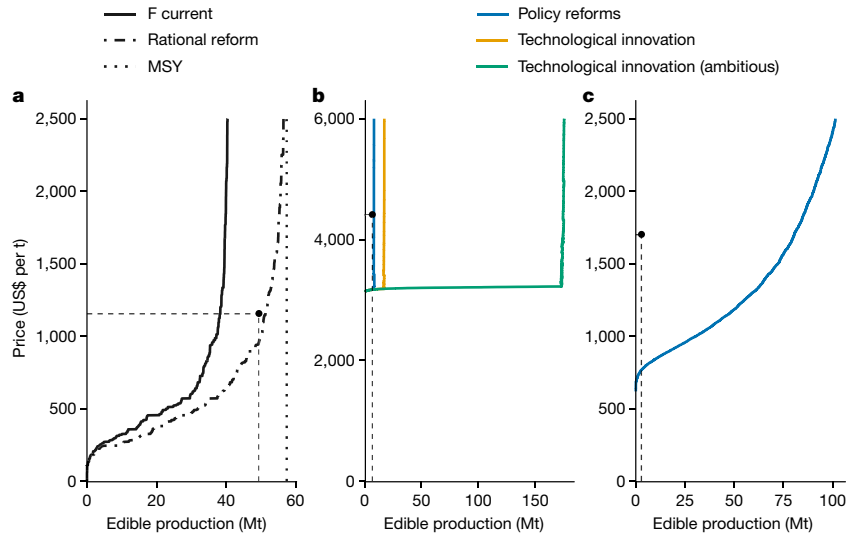 F current
Rational reform
MSY
Policy reforms
Technological innovation
Technological innovation (ambitious)
a
b
c
Price (US$ per t)
2,500
2,000
1,500
1,000
500
0
0
20
40
60
Edible production (Mt)
6,000
4,000
2,000
0
0
50
100
150
Edible production (Mt)
2,500
2,000
1,500
1,000
500
0
0
25
50
75
100
Edible production (Mt)